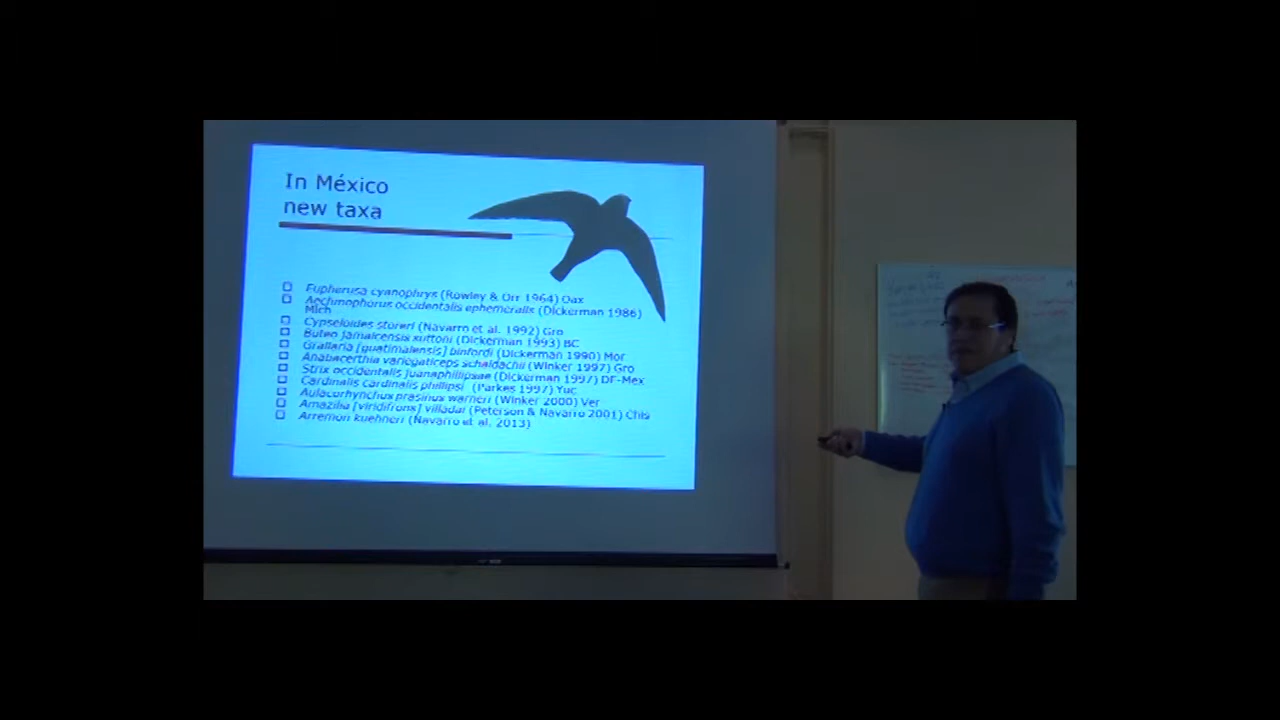 In México
new taxa
Eupherusa cyanophrys (Rowley & Orr 1964) Oax
Aechmophorus occidentalis ephemeralis (Dickerman 1986)
Mich
Cypseloides storeri (Navarro et al. 1992) Gro
Buteo jamaicensis suttoni (Dickerman 1993) BC
Grallaria [guatimalensis] binfordi (Dickerman 1990) Mor
Anabacerthia variegaticeps schaldachi (Winker 1997) Gro
Strix occidentalis juanaphillipsae (Dickerman 1997) DF-Mex
Cardinalis cardinalis phillipsi (Parkes 1997) Yuc
Aulacorhynchus prasinus warneri (Winker 2000) Ver
Amazilia [viridifrons] villadai (Peterson & Navarro 2001) Chis
Arremon kuehneri (Navarro et al. 2013)